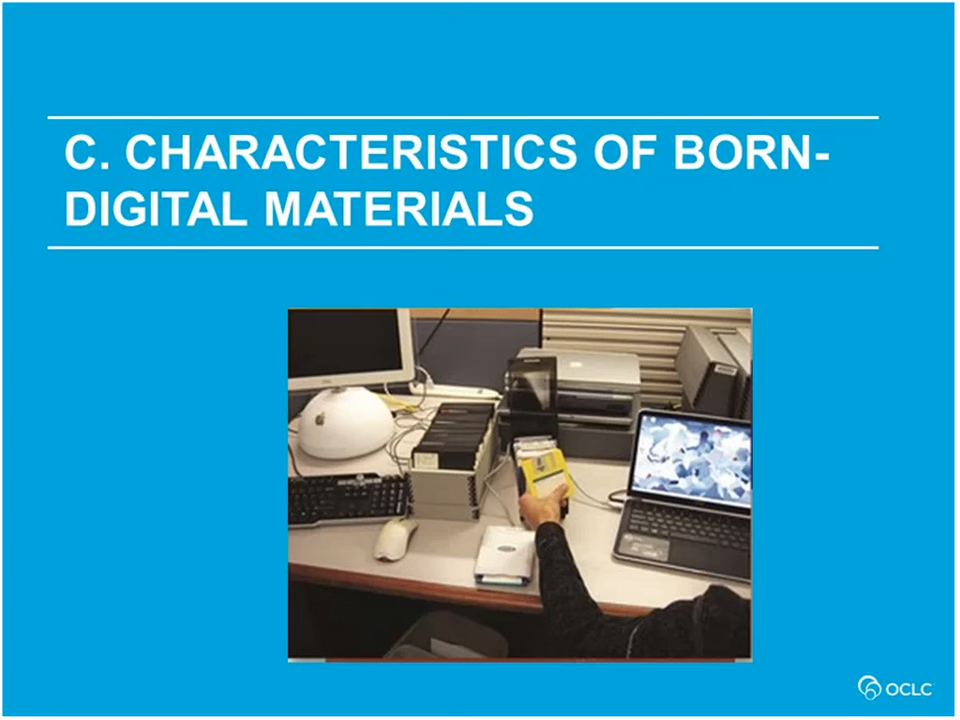 C. CHARACTERISTICS OF BORN-
DIGITAL MATERIALS
OCLC